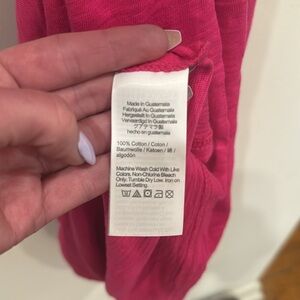 Made in Guatemala
Fabriqué Au Guatemala
Hergestellt In Guatemala
Vervaardigd In Guatemala
グアテマラ製
hecho en guatemala
100% Cotton / Coton /
Baumwolle / Katoen / 綿 /
algodón
Machine Wash Cold With Like
Colors. Non-Chlorine Bleach
Only. Tumble Dry Low. Iron on
Lowest Setting.